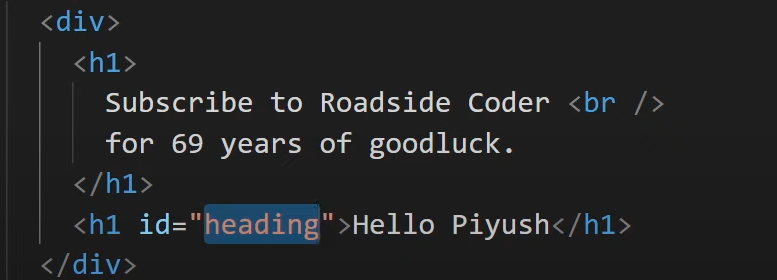 <div>
<h1>
Subscribe to Roadside Coder <br />
for 69 years of goodluck.
</h1>
<h1 id="heading">Hello Piyush</h1>
</div>